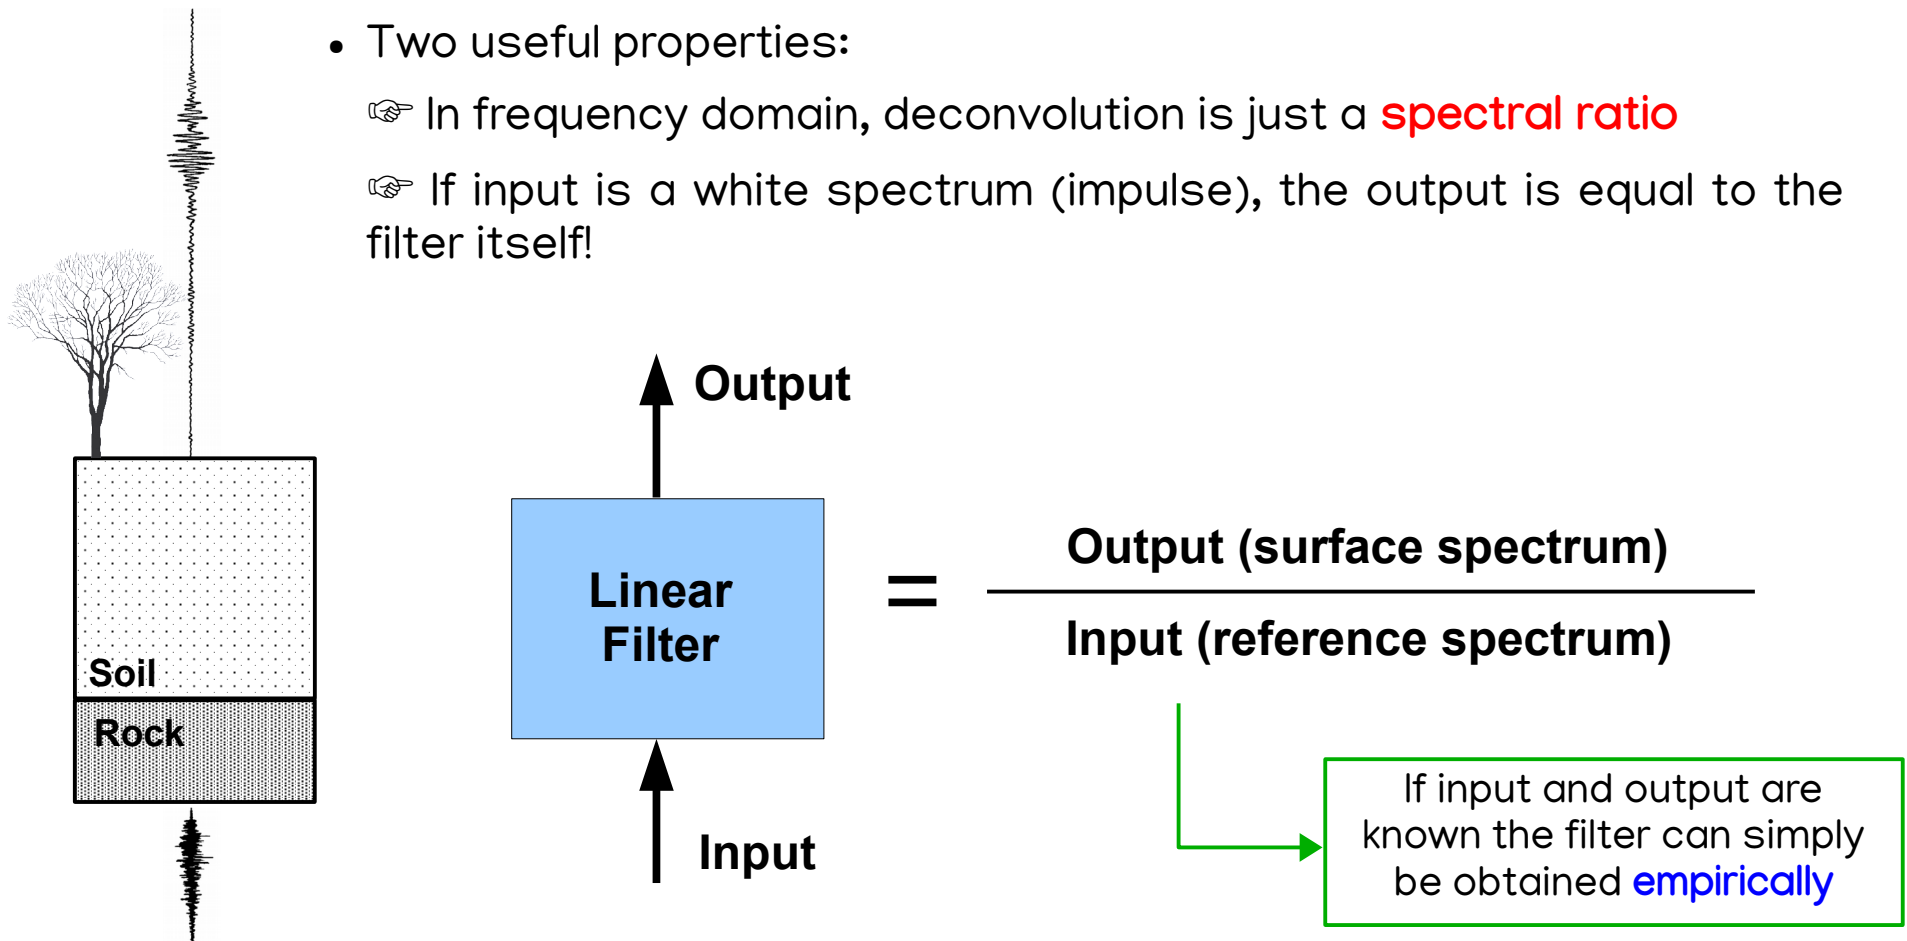 • Two useful properties:
☞ In frequency domain, deconvolution is just a spectral ratio
☞ If input is a white spectrum (impulse), the output is equal to the
filter itself!
Output
Linear
Filter
=
Output (surface spectrum)
Input (reference spectrum)
Soil
Rock
Input
If input and output are
known the filter can simply
be obtained empirically